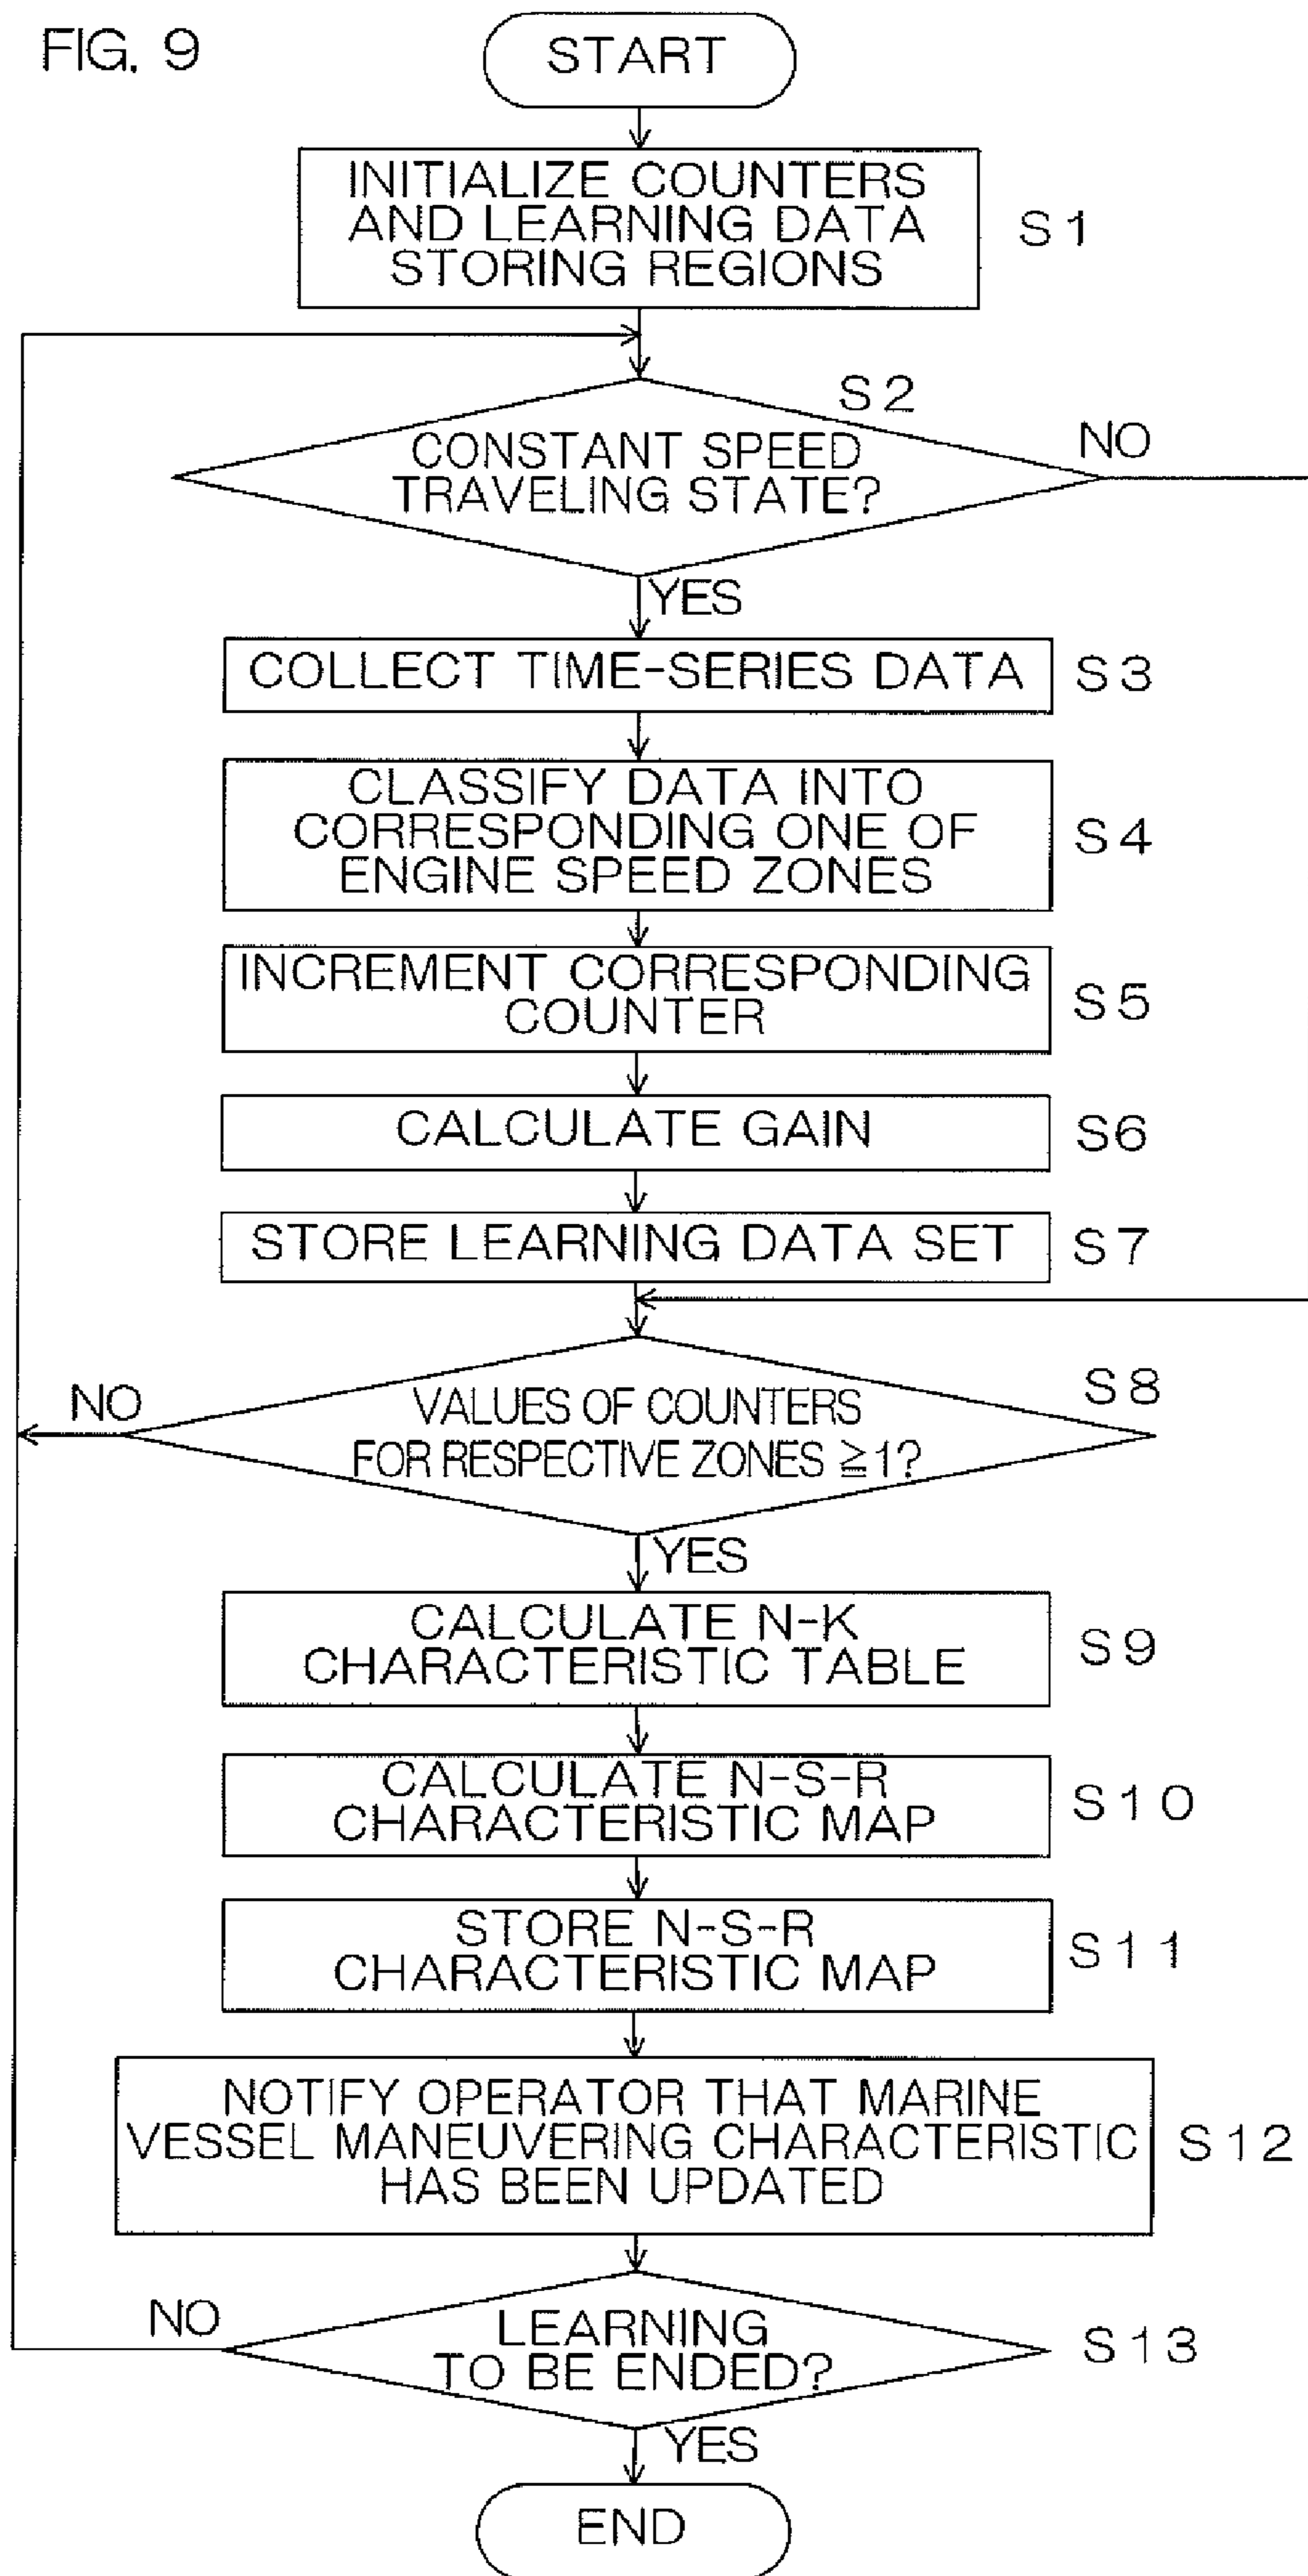 FIG. 9
START
INITIALIZE COUNTERS
AND LEARNING DATA
STORING REGIONS
S1
S2
CONSTANT SPEED
TRAVELING STATE?
NO
YES
COLLECT TIME-SERIES DATA
S3
CLASSIFY DATA INTO
CORRESPONDING ONE OF
ENGINE SPEED ZONES
S4
INCREMENT CORRESPONDING
COUNTER
S5
CALCULATE GAIN
S6
STORE LEARNING DATA SET
S7
S8
NO
VALUES OF COUNTERS
FOR RESPECTIVE ZONES ≧1?
YES
CALCULATE N-K
CHARACTERISTIC TABLE
S9
CALCULATE N-S-R
CHARACTERISTIC MAP
S10
STORE N-S-R
CHARACTERISTIC MAP
S11
NOTIFY OPERATOR THAT MARINE
VESSEL MANEUVERING CHARACTERISTIC
HAS BEEN UPDATED
S12
NO
LEARNING
TO BE ENDED?
S13
YES
END